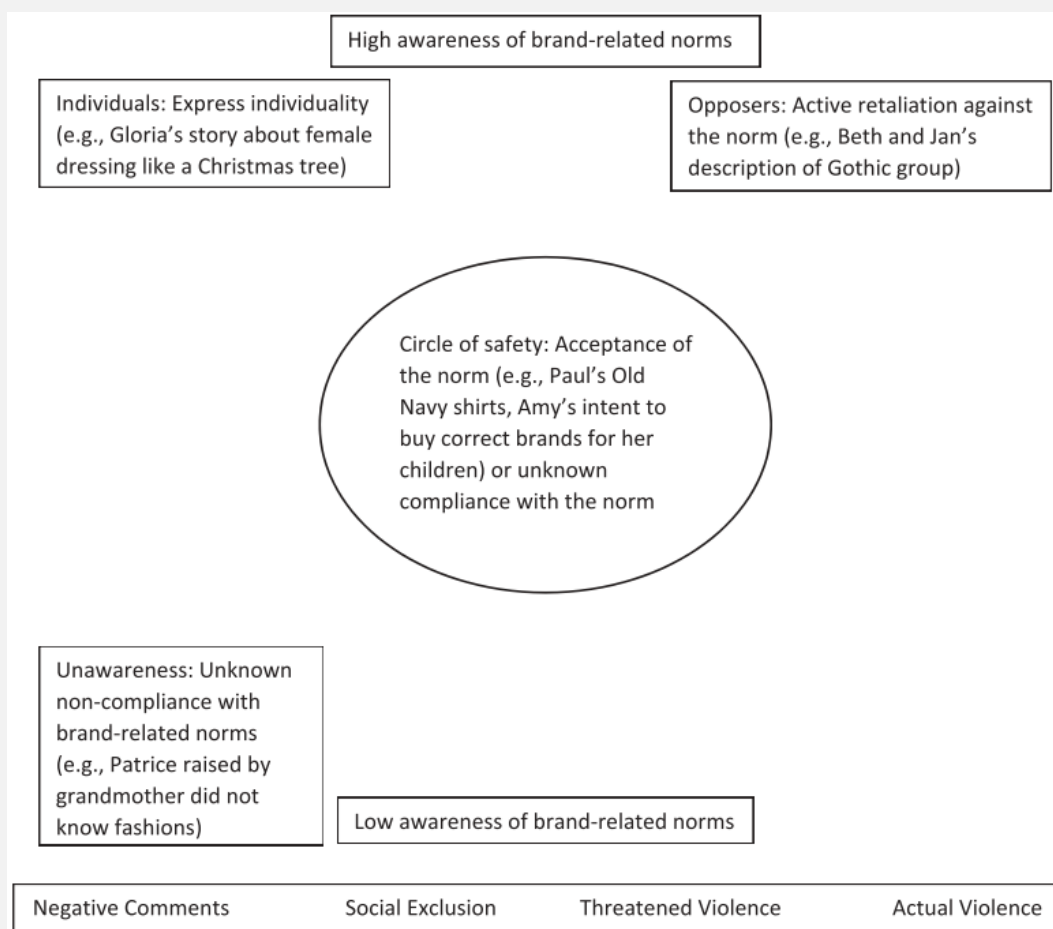 High awareness of brand-related norms
Individuals: Express individuality
(e.g., Gloria’s story about female
dressing like a Christmas tree)
Opposers: Active retaliation against
the norm (e.g., Beth and Jan’s
description of Gothic group)
Circle of safety: Acceptance of
the norm (e.g., Paul’s Old
Navy shirts, Amy’s intent to
buy correct brands for her
children) or unknown
compliance with the norm
Unawareness: Unknown
non-compliance with
brand-related norms
(e.g., Patrice raised by
grandmother did not
know fashions)
Low awareness of brand-related norms
Negative Comments Social Exclusion Threatened Violence Actual Violence